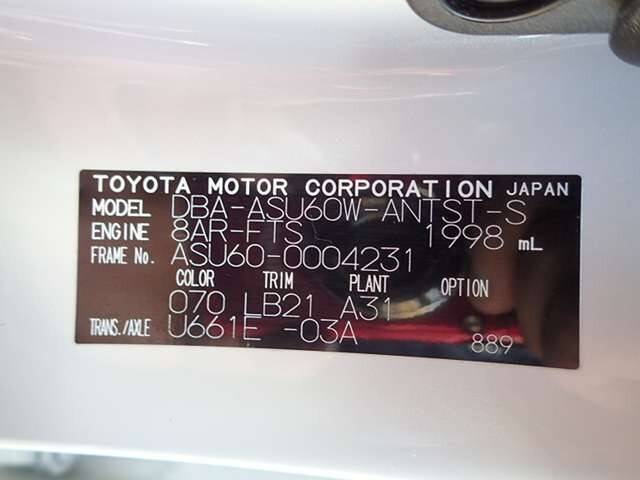 TOYOTA MOTOR CORPORATION JAPAN
MODEL DBA-ASU60W-ANTST-S
ENGINE 8AR-FTS 1998 mL
FRAME No. ASU60-0004231
COLOR TRIM PLANT OPTION
070 LB21 A31
TRANS./AXLE U661E -03A
889